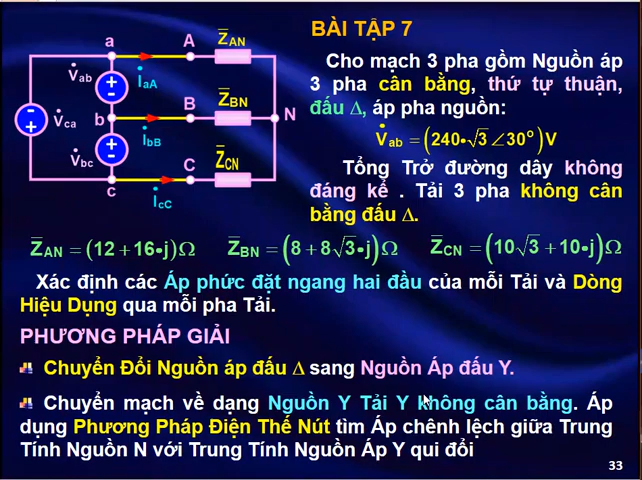 BÀI TẬP 7
a
A
Z̅AN
V̇ab
İaA
Cho mạch 3 pha gồm Nguồn áp
3 pha cân bằng, thứ tự thuận,
đấu Δ, áp pha nguồn:
V̇ca
b
B
Z̅BN
N
İbB
V̇ab = (240•√3 ∠30°) V
V̇bc
c
C
Z̅CN
İcC
Tổng Trở đường dây không
đáng kể . Tải 3 pha không cân
bằng đấu Δ.
Z̅AN = (12+16•j)Ω Z̅BN = (8+8√3•j)Ω Z̅CN = (10√3+10•j)Ω
Xác định các Áp phức đặt ngang hai đầu của mỗi Tải và Dòng
Hiệu Dụng qua mỗi pha Tải.
PHƯƠNG PHÁP GIẢI
Chuyển Đổi Nguồn áp đấu Δ sang Nguồn Áp đấu Y.
Chuyển mạch về dạng Nguồn Y Tải Y không cân bằng. Áp
dụng Phương Pháp Điện Thế Nút tìm Áp chênh lệch giữa Trung
Tính Nguồn N với Trung Tính Nguồn Áp Y qui đổi
33